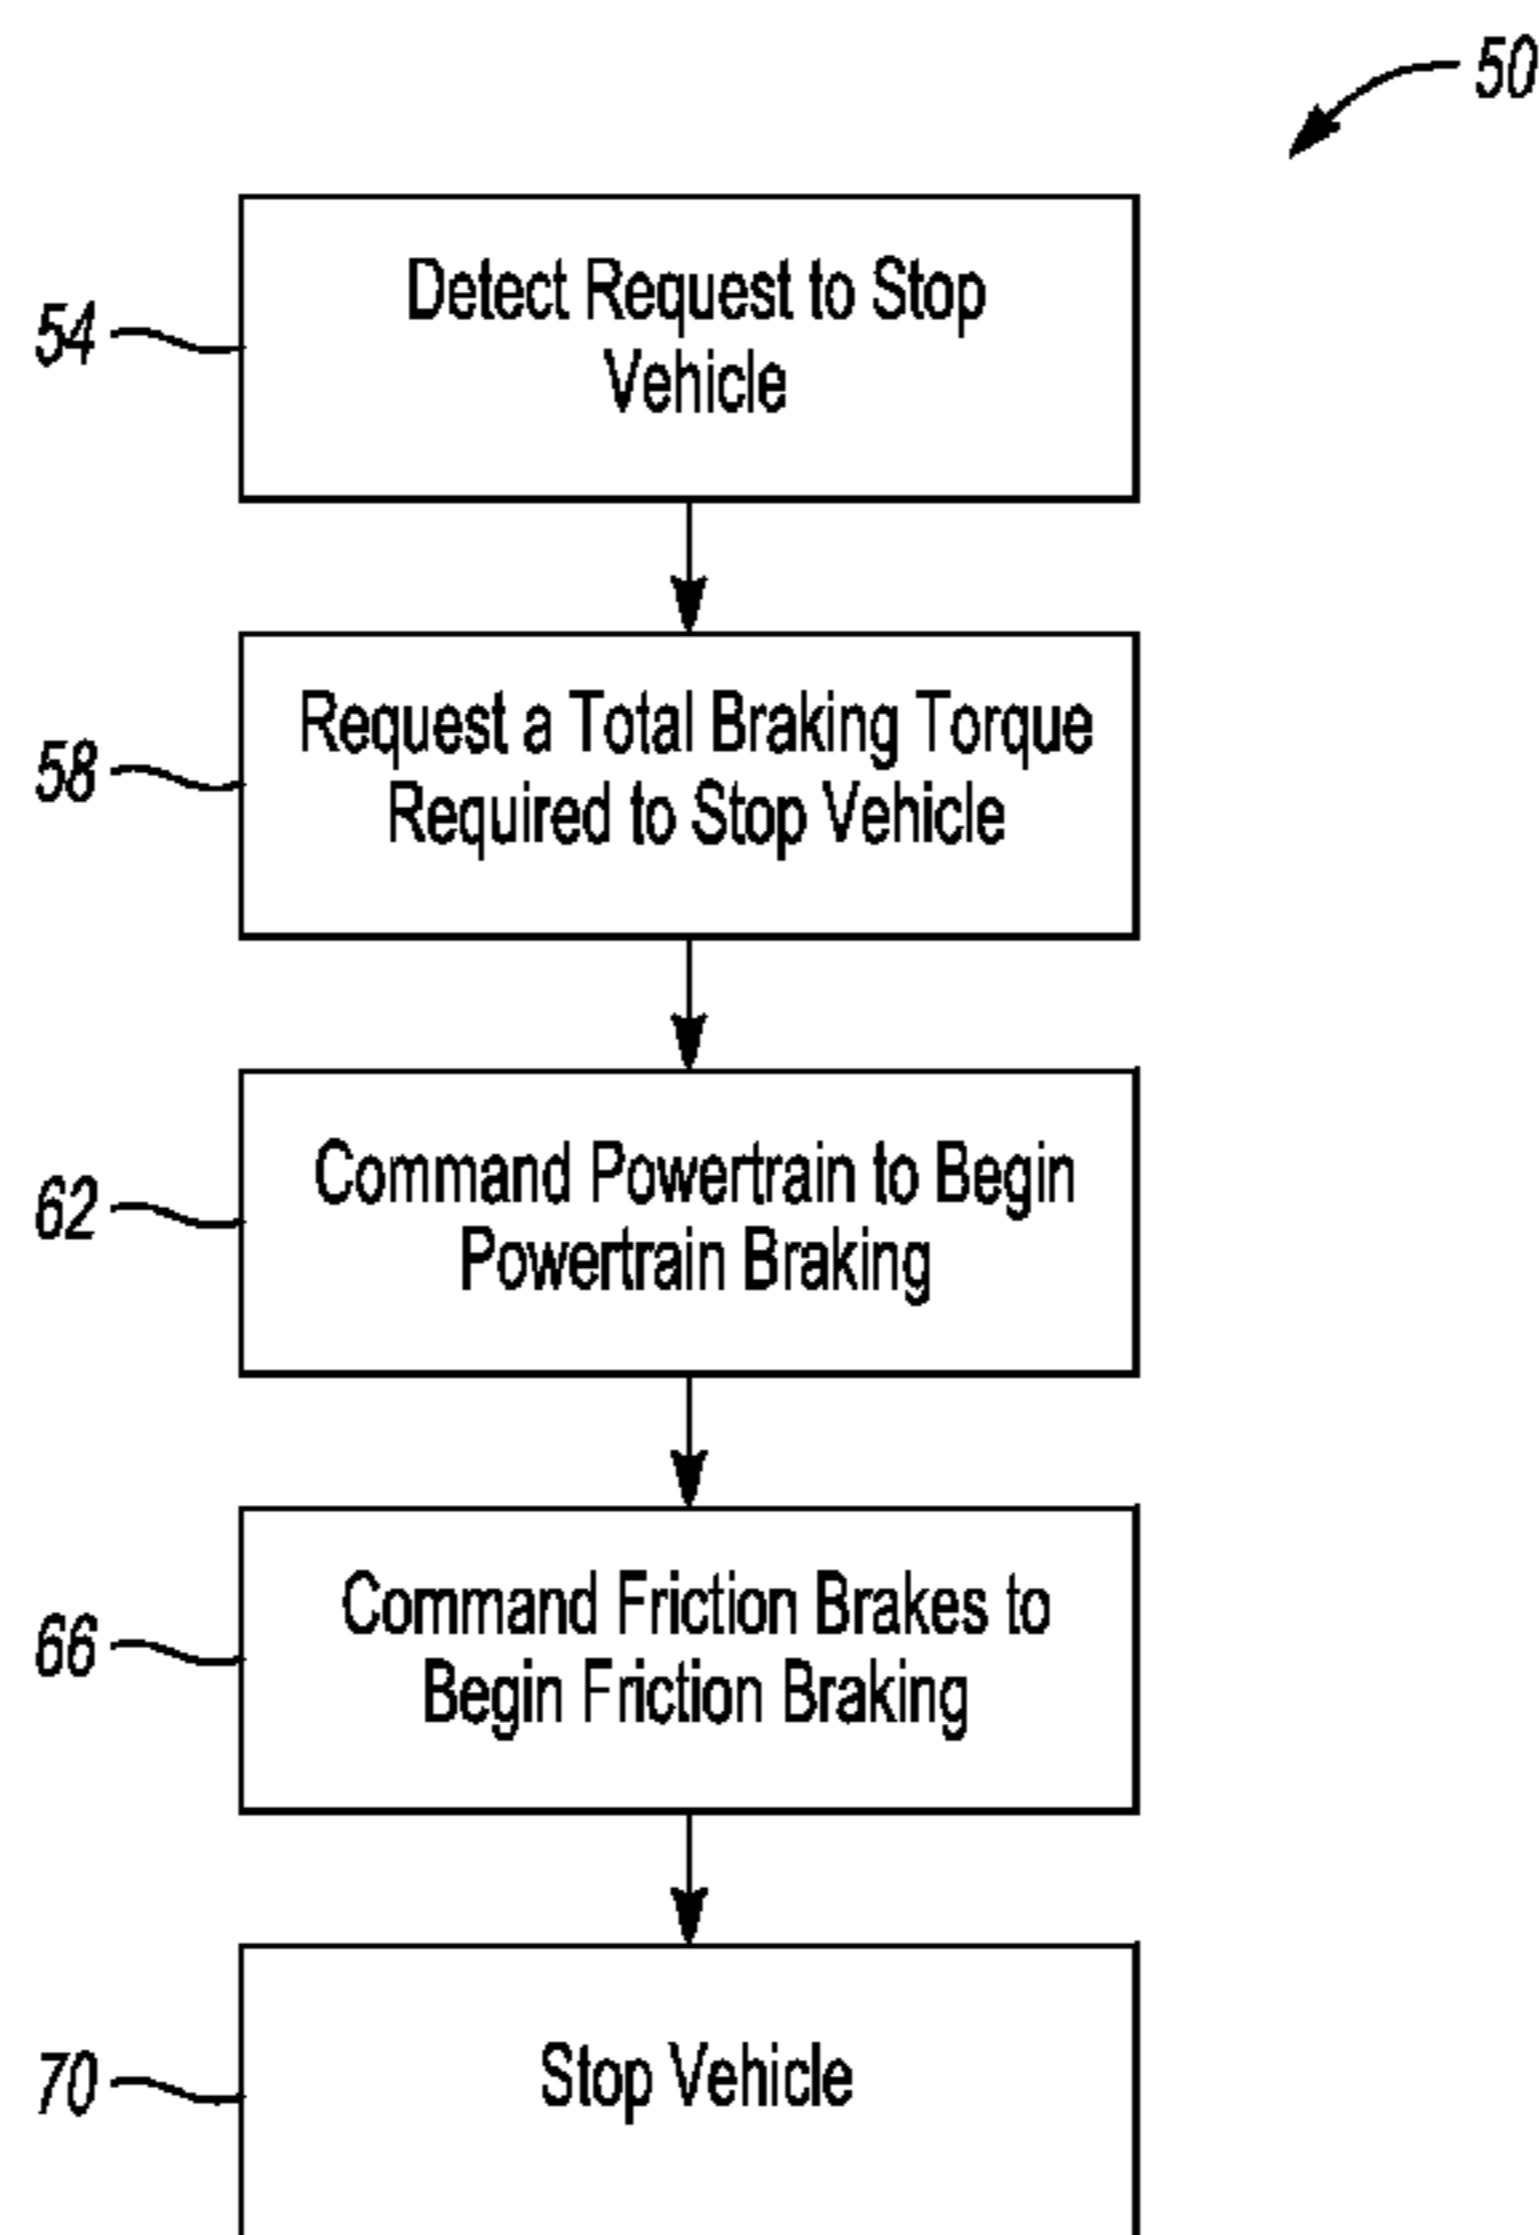 50
54
Detect Request to Stop
Vehicle
58
Request a Total Braking Torque
Required to Stop Vehicle
62
Command Powertrain to Begin
Powertrain Braking
66
Command Friction Brakes to
Begin Friction Braking
70
Stop Vehicle